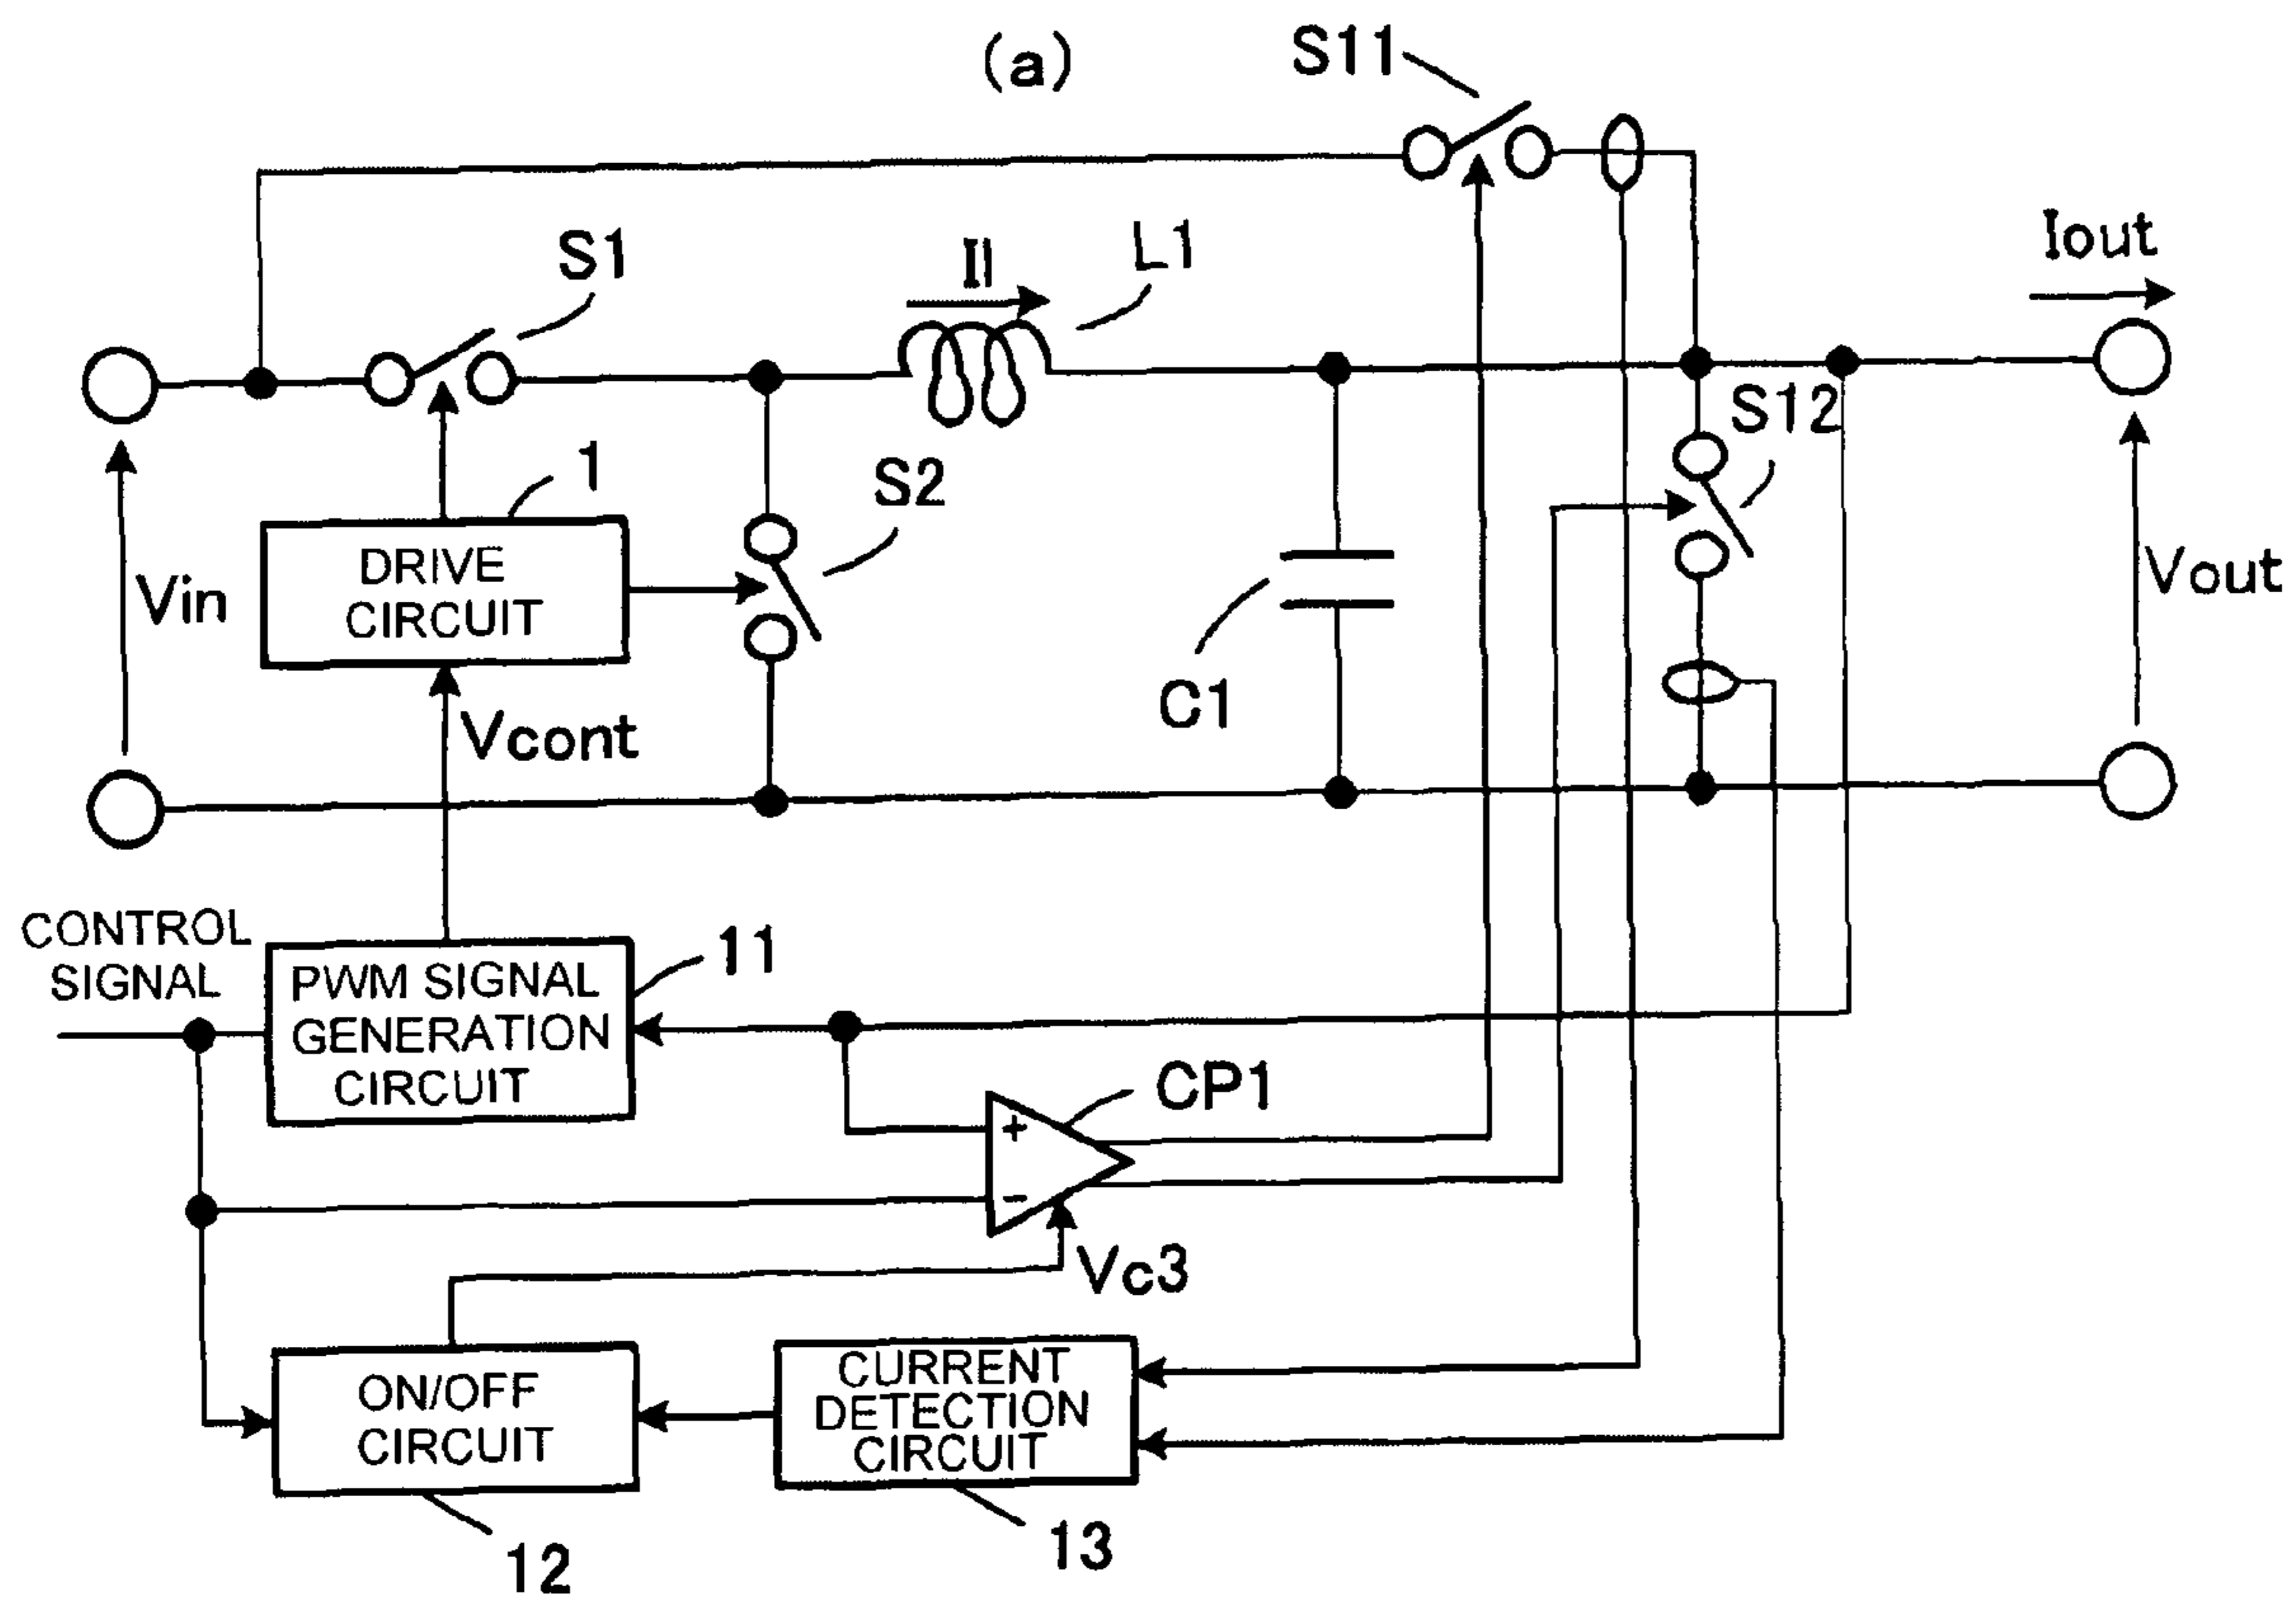 (a)
S11
S1
Il
L1
Iout
1
S2
S12
DRIVE
CIRCUIT
Vin
C1
Vout
Vcont
CONTROL
SIGNAL
11
PWM SIGNAL
GENERATION
CIRCUIT
CP1
+
-
Vc3
ON/OFF
CIRCUIT
CURRENT
DETECTION
CIRCUIT
12
13